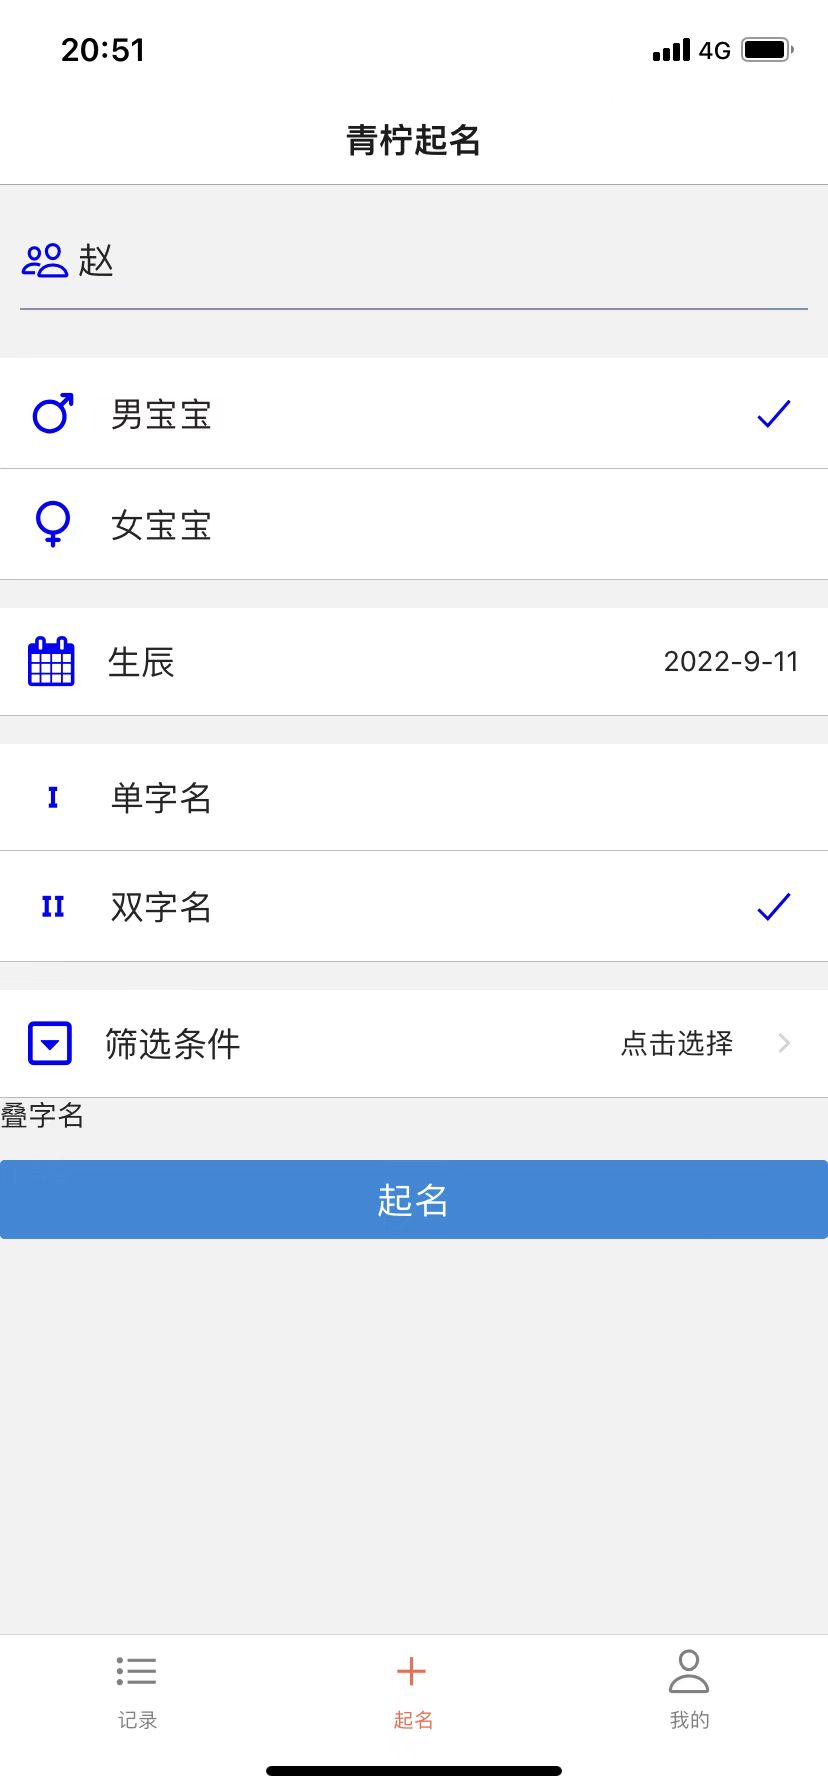 20:51
4G
青柠起名
赵
男宝宝
女宝宝
生辰 2022-9-11
I 单字名
II 双字名
筛选条件 点击选择
叠字名
起名
记录 起名 我的